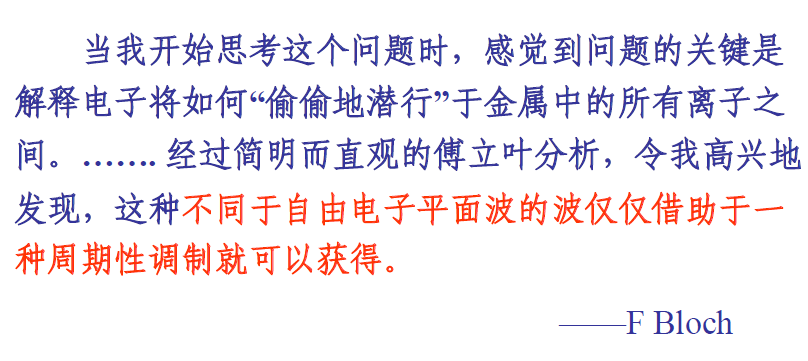 当我开始思考这个问题时，感觉到问题的关键是
解释电子将如何“偷偷地潜行”于金属中的所有离子之
间。……. 经过简明而直观的傅立叶分析，令我高兴地
发现，这种不同于自由电子平面波的波仅仅借助于一
种周期性调制就可以获得。
——F Bloch